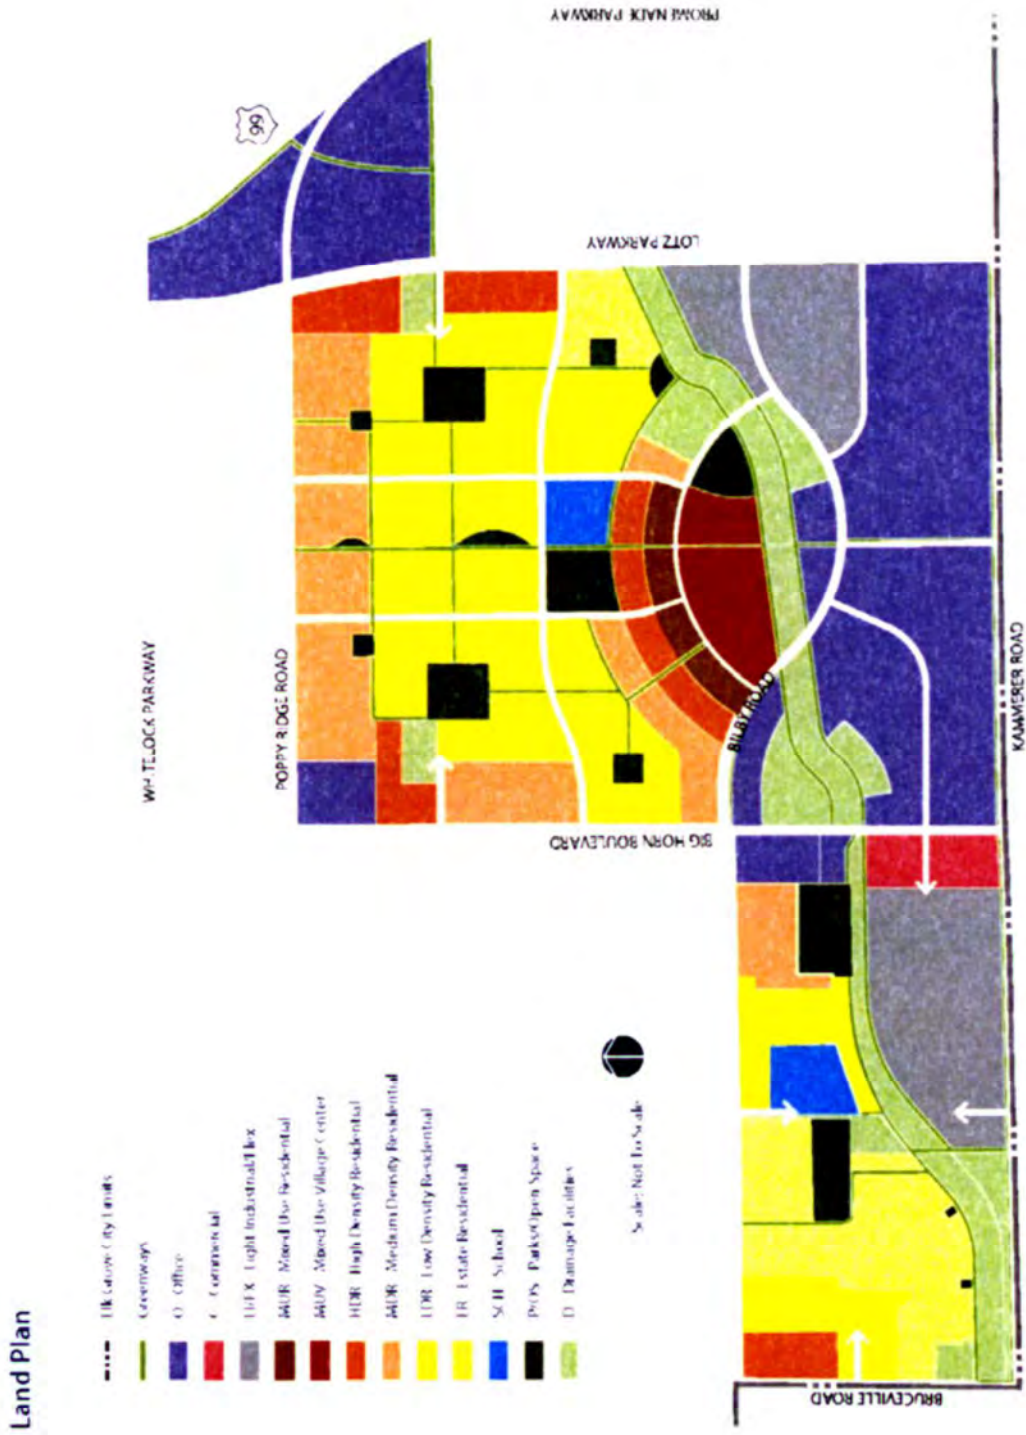 Land Plan
Elk Grove City Limits
Greenways
O Office
C Commercial
LI/FX Light Industrial/Flex
MUR Mixed Use Residential
MUV Mixed Use Village Center
HDR High Density Residential
MDR Medium Density Residential
LDR Low Density Residential
ER Estate Residential
SCH School
P/OS Parks/Open Space
D Drainage Facilities
Scale: Not To Scale
WHITELOCK PARKWAY
POPPY RIDGE ROAD
BIG HORN BOULEVARD
BILBY ROAD
LOTZ PARKWAY
PROMENADE PARKWAY
99
KAMMERER ROAD
BRUCEVILLE ROAD